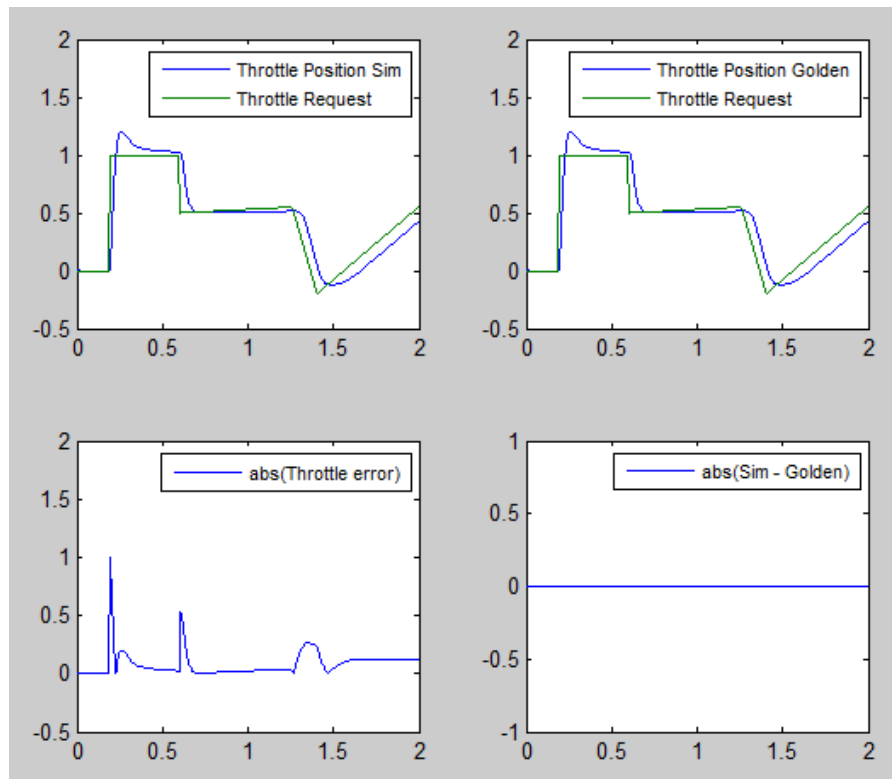 2
1.5
1
0.5
0
-0.5
0 0.5 1 1.5 2
Throttle Position Sim
Throttle Request
2
1.5
1
0.5
0
-0.5
0 0.5 1 1.5 2
Throttle Position Golden
Throttle Request
2
1.5
1
0.5
0
-0.5
0 0.5 1 1.5 2
abs(Throttle error)
1
0.5
0
-0.5
-1
0 0.5 1 1.5 2
abs(Sim - Golden)